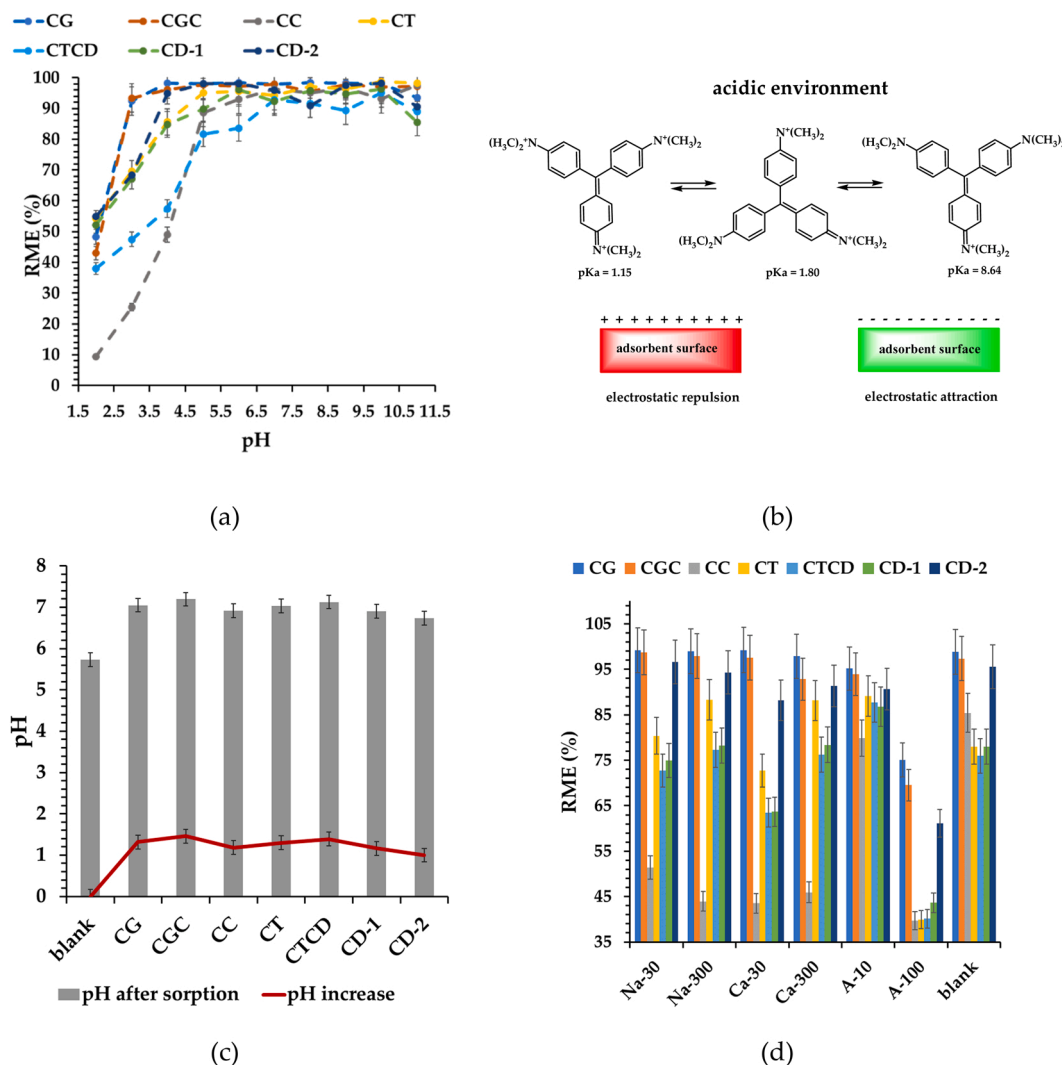 CG CGC CC CT
CTCD CD-1 CD-2
100
90
80
70
60
50
40
30
20
10
0
RME (%)
1.5 2.5 3.5 4.5 5.5 6.5 7.5 8.5 9.5 10.5 11.5
pH
(a)
acidic environment
(H3C)2+N N+(CH3)2 N+(CH3)2
N+(CH3)2 (H3C)2N N+(CH3)2
(H3C)2N N(CH3)2 N+(CH3)2
pKa = 1.15 pKa = 1.80 pKa = 8.64
+ + + + + + + + + + - - - - - - - - - - - -
adsorbent surface adsorbent surface
electrostatic repulsion electrostatic attraction
(b)
8
7
6
5
4
3
2
1
0
pH
blank CG CGC CC CT CTCD CD-1 CD-2
pH after sorption pH increase
(c)
CG CGC CC CT CTCD CD-1 CD-2
105
95
85
75
65
55
45
35
RME (%)
Na-30 Na-300 Ca-30 Ca-300 A-10 A-100 blank
(d)